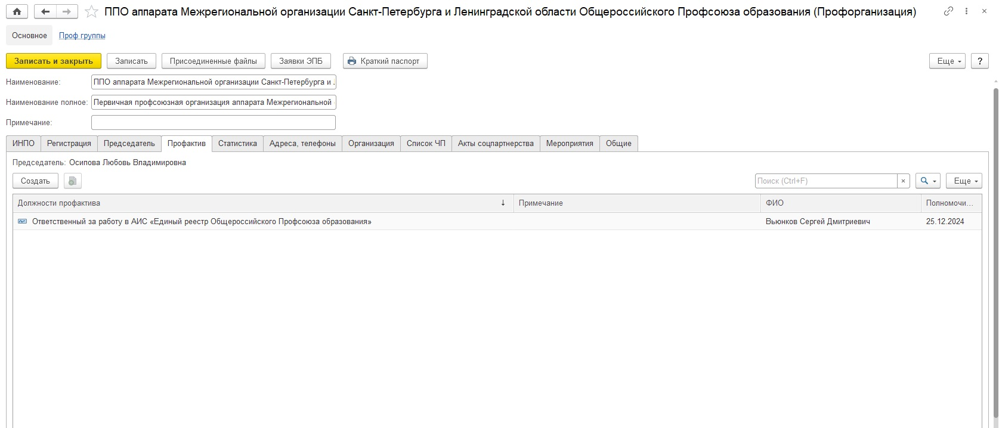 ППО аппарата Межрегиональной организации Санкт-Петербурга и Ленинградской области Общероссийского Профсоюза образования (Профорганизация)
Основное Проф группы
Записать и закрыть Записать Присоединенные файлы Заявки ЭПБ Краткий паспорт Еще ?
Наименование: ППО аппарата Межрегиональной организации Санкт-Петербурга и
Наименование полное: Первичная профсоюзная организация аппарата Межрегиональной
Примечание:
ИНПО Регистрация Председатель Профактив Статистика Адреса, телефоны Организация Список ЧП Акты соцпартнерства Мероприятия Общие
Председатель: Осипова Любовь Владимировна
Создать Поиск (Ctrl+F) × Еще
Должности профактива ↓ Примечание ФИО Полномочи...
Ответственный за работу в АИС «Единый реестр Общероссийского Профсоюза образования» Вьюнков Сергей Дмитриевич 25.12.2024